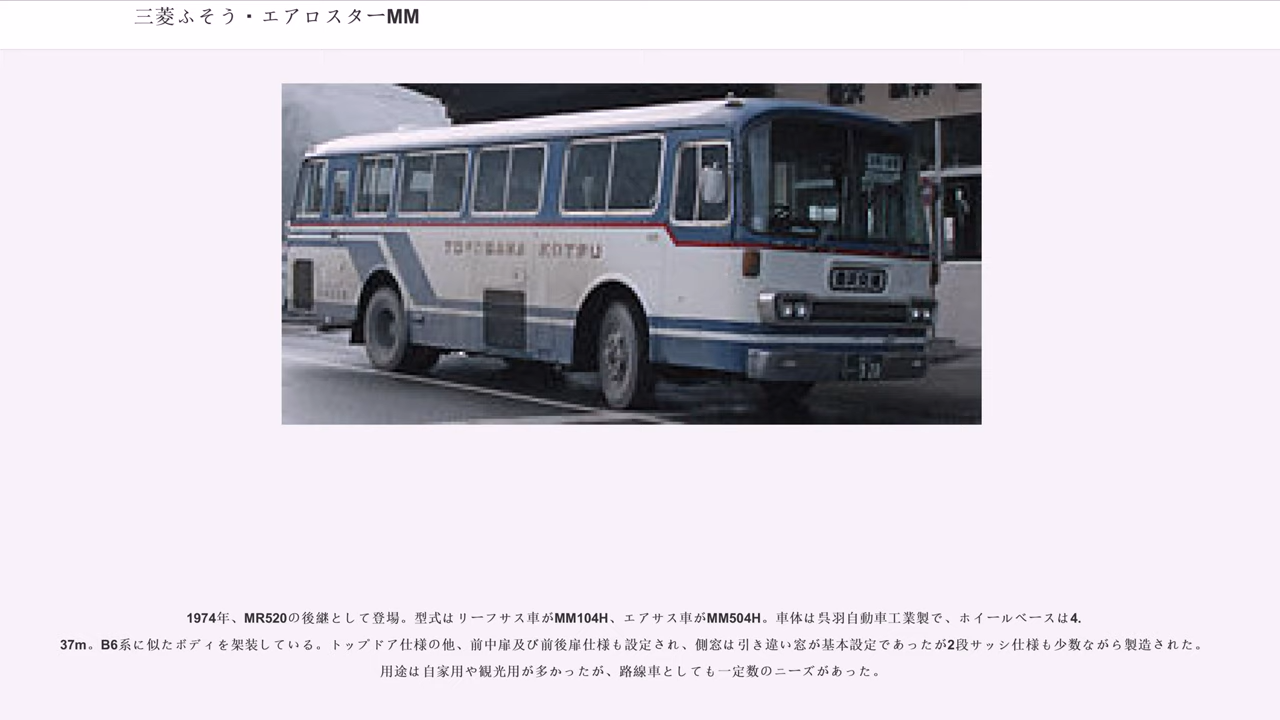 三菱ふそう・エアロスターMM
KOTSU
1974年、MR520の後継として登場。型式はリーフサス車がMM104H、エアサス車がMM504H。車体は呉羽自動車工業製で、ホイールベースは4.
37m。B6系に似たボディを架装している。トップドア仕様の他、前中扉及び前後扉仕様も設定され、側窓は引き違い窓が基本設定であったが2段サッシ仕様も少数ながら製造された。
用途は自家用や観光用が多かったが、路線車としても一定数のニーズがあった。